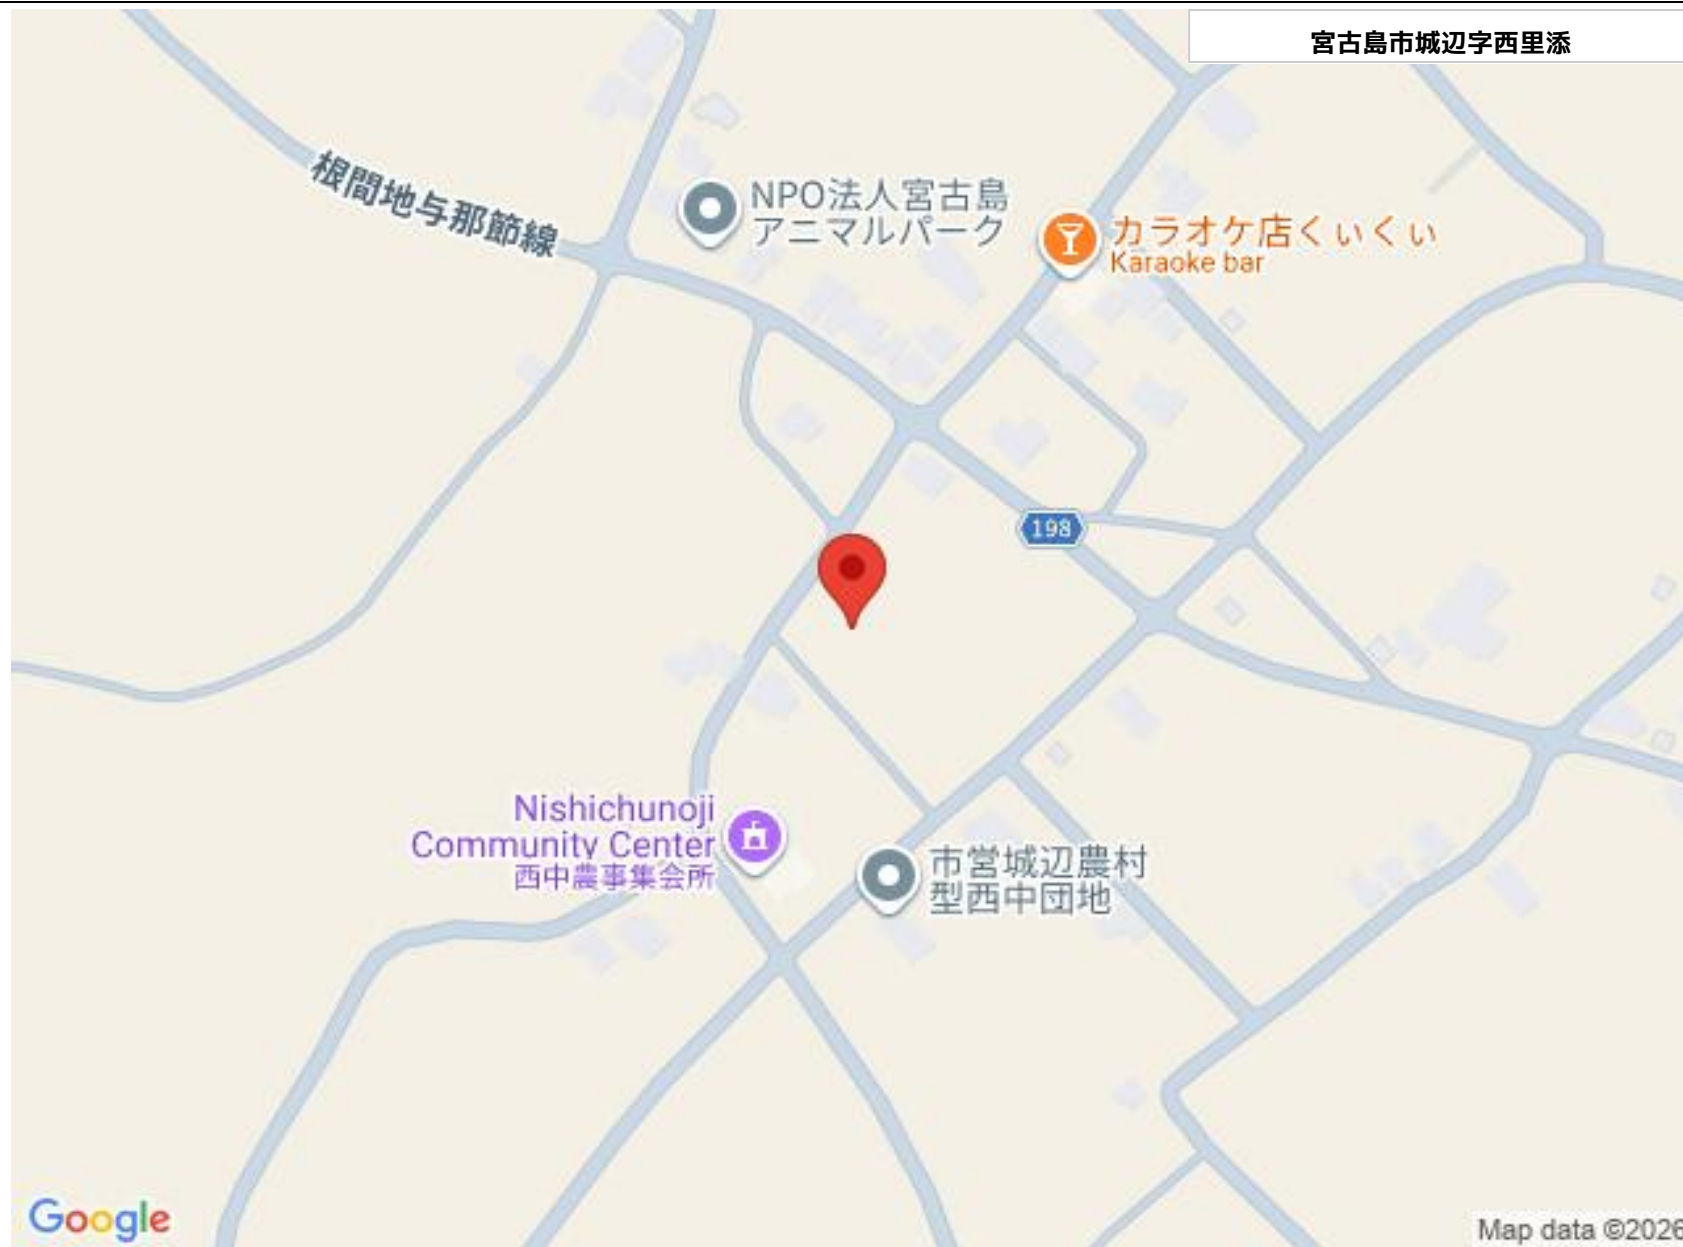 宮古島市城辺字西里添
根間地与那節線
NPO法人宮古島
アニマルパーク
カラオケ店くぃくぃ
Karaoke bar
198
Nishichunoji
Community Center
西中農事集会所
市営城辺農村
型西中団地
Google
Map data ©2026